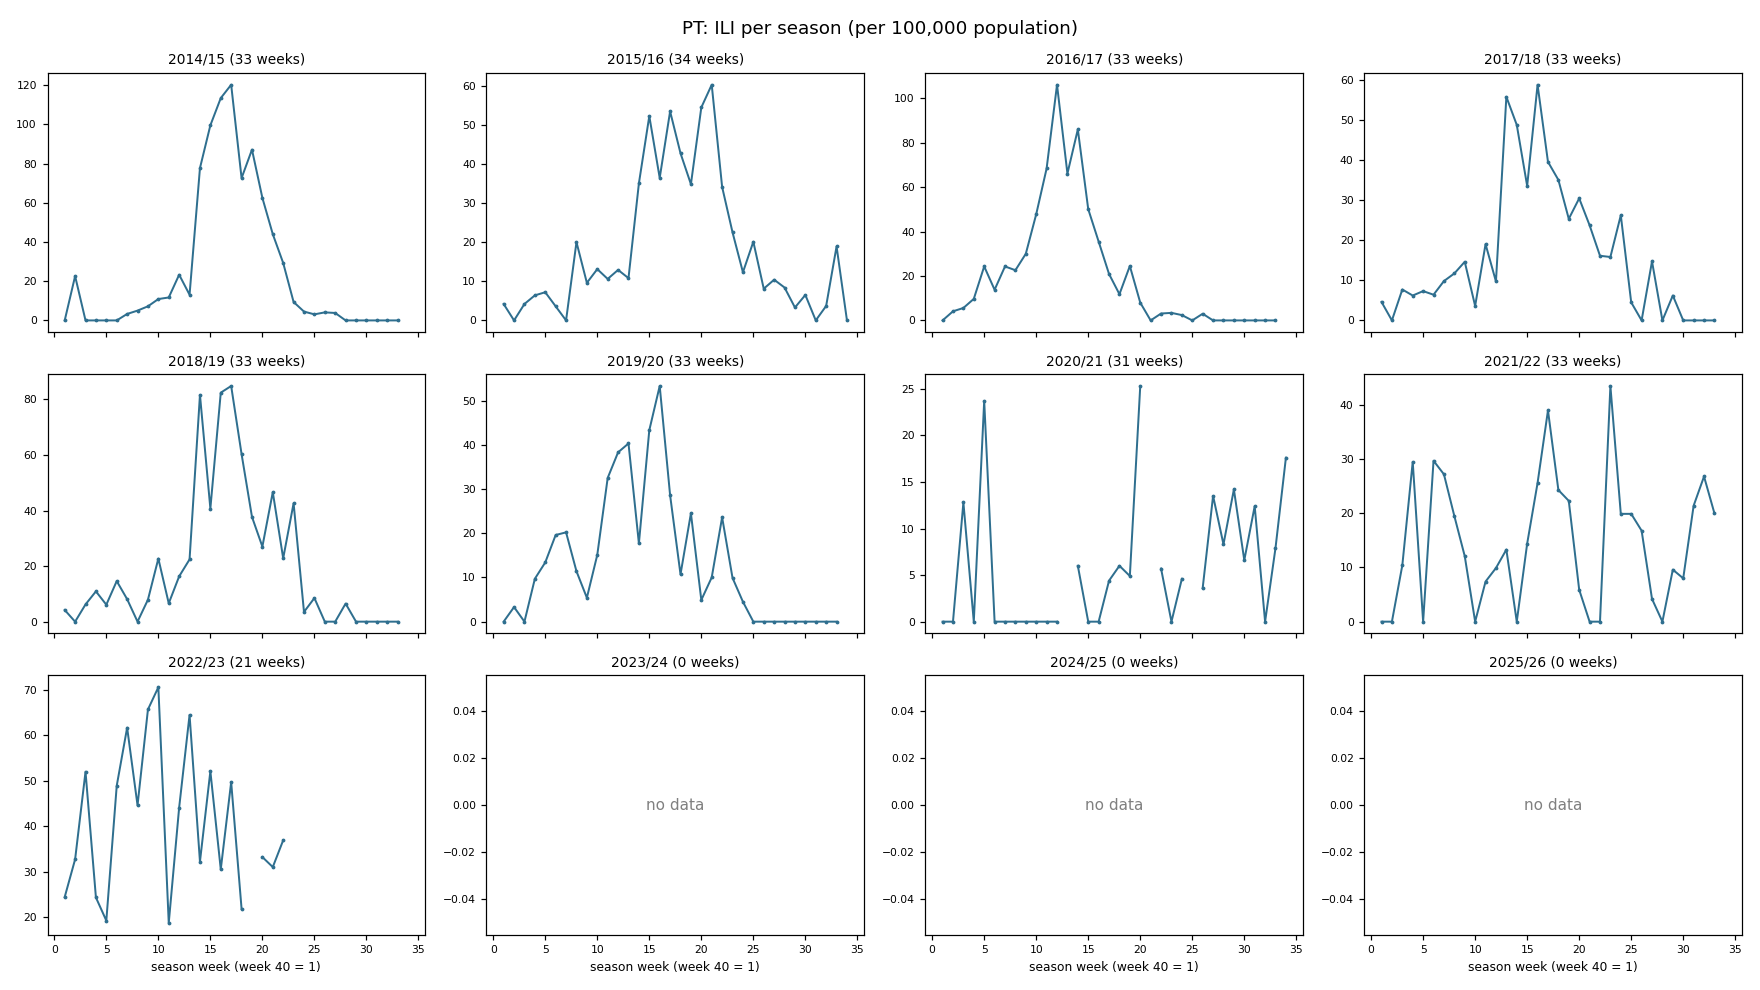 PT: ILI per season (per 100,000 population)
2014/15 (33 weeks)
2015/16 (34 weeks)
2016/17 (33 weeks)
2017/18 (33 weeks)
120
100
80
60
40
20
0
60
50
40
30
20
10
0
100
80
60
40
20
0
60
50
40
30
20
10
0
2018/19 (33 weeks)
2019/20 (33 weeks)
2020/21 (31 weeks)
2021/22 (33 weeks)
80
60
40
20
0
50
40
30
20
10
0
25
20
15
10
5
0
40
30
20
10
0
2022/23 (21 weeks)
2023/24 (0 weeks)
2024/25 (0 weeks)
2025/26 (0 weeks)
70
60
50
40
30
20
0 5 10 15 20 25 30 35
season week (week 40 = 1)
0.04
0.02
0.00
−0.02
−0.04
no data
0 5 10 15 20 25 30 35
season week (week 40 = 1)
0.04
0.02
0.00
−0.02
−0.04
no data
0 5 10 15 20 25 30 35
season week (week 40 = 1)
0.04
0.02
0.00
−0.02
−0.04
no data
0 5 10 15 20 25 30 35
season week (week 40 = 1)